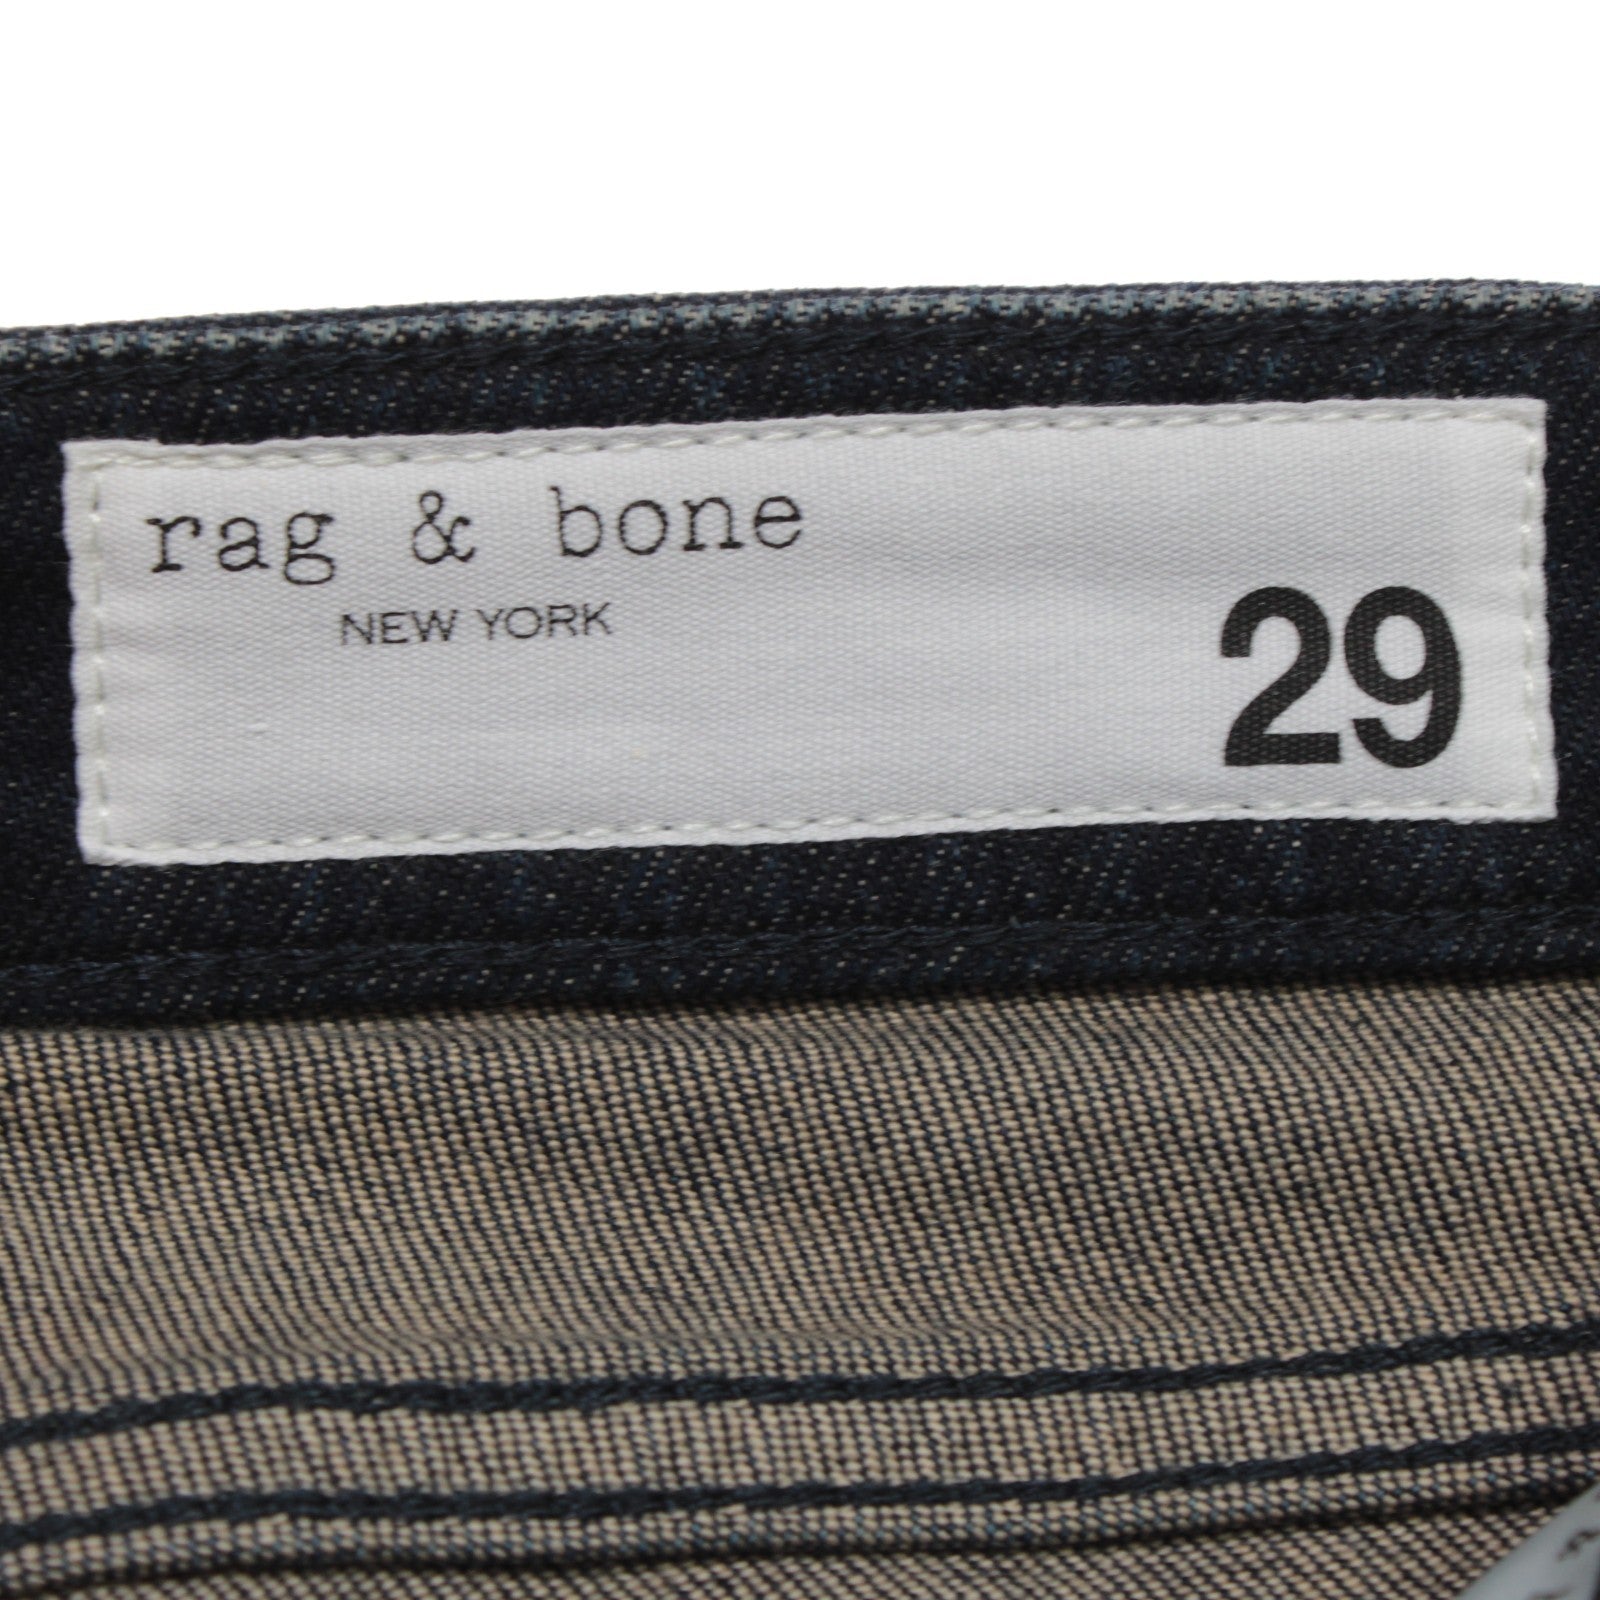 rag & bone
NEW YORK
29